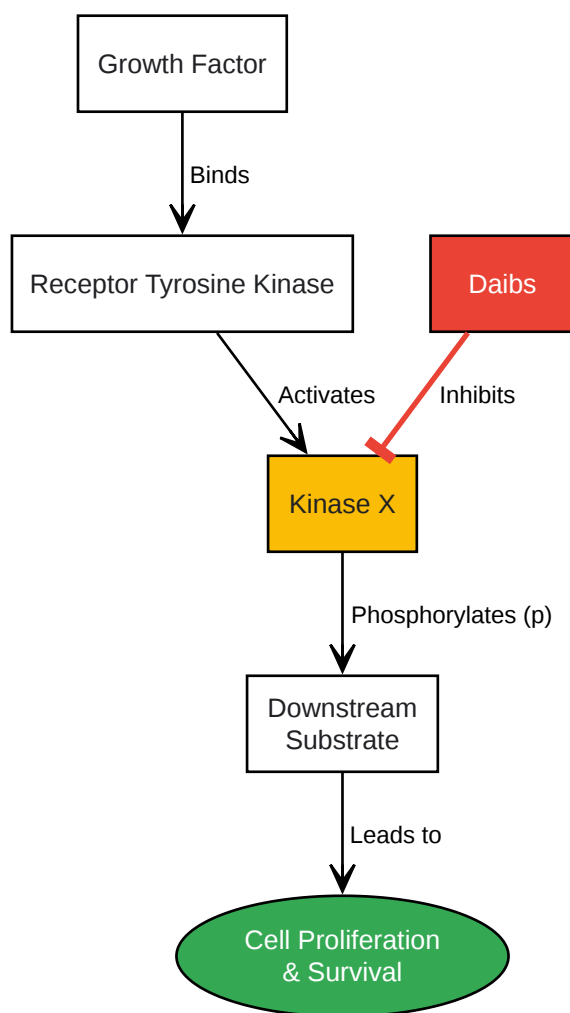 Growth Factor
Binds
Receptor Tyrosine Kinase
Daibs
Activates
Inhibits
Kinase X
Phosphorylates (p)
Downstream
Substrate
Leads to
Cell Proliferation
& Survival